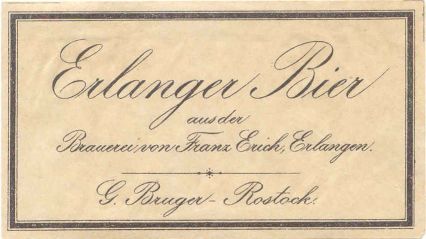 Erlanger Bier
aus der
Brauerei von Franz Erich, Erlangen.
G. Bruger - Rostock.